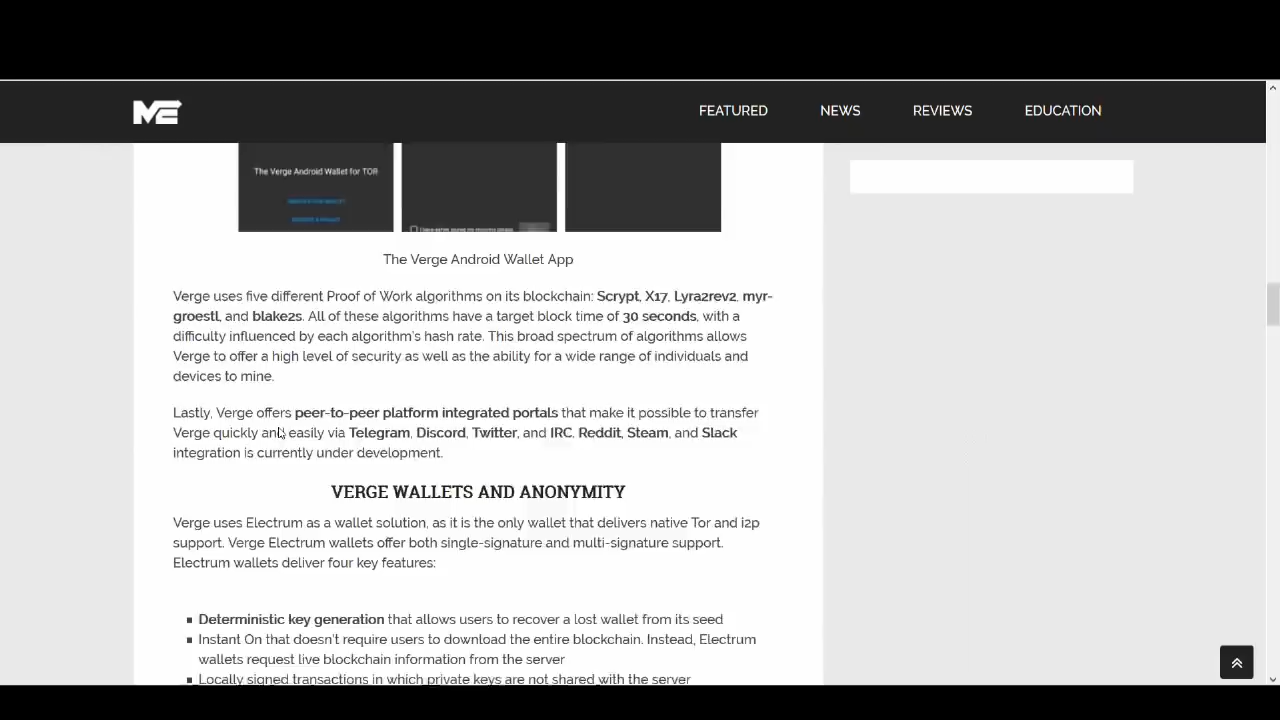 ME
FEATURED
NEWS
REVIEWS
EDUCATION
The Verge Android Wallet for TOR
The Verge Android Wallet App
Verge uses five different Proof of Work algorithms on its blockchain: Scrypt, X17, Lyra2rev2, myr-
groestl, and blake2s. All of these algorithms have a target block time of 30 seconds, with a
difficulty influenced by each algorithm's hash rate. This broad spectrum of algorithms allows
Verge to offer a high level of security as well as the ability for a wide range of individuals and
devices to mine.
Lastly, Verge offers peer-to-peer platform integrated portals that make it possible to transfer
Verge quickly and easily via Telegram, Discord, Twitter, and IRC. Reddit, Steam, and Slack
integration is currently under development.
VERGE WALLETS AND ANONYMITY
Verge uses Electrum as a wallet solution, as it is the only wallet that delivers native Tor and i2p
support. Verge Electrum wallets offer both single-signature and multi-signature support.
Electrum wallets deliver four key features:
Deterministic key generation that allows users to recover a lost wallet from its seed
Instant On that doesn't require users to download the entire blockchain. Instead, Electrum
wallets request live blockchain information from the server
Locally signed transactions in which private keys are not shared with the server